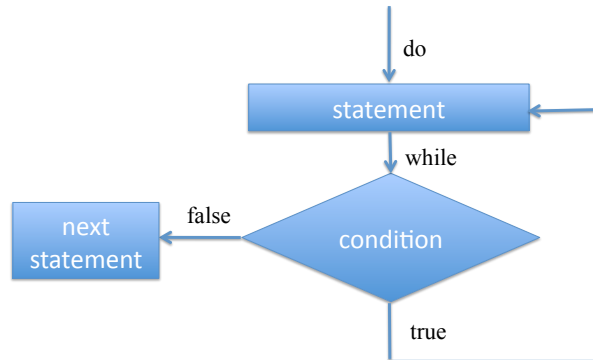 do
statement
while
false
condition
next
statement
true